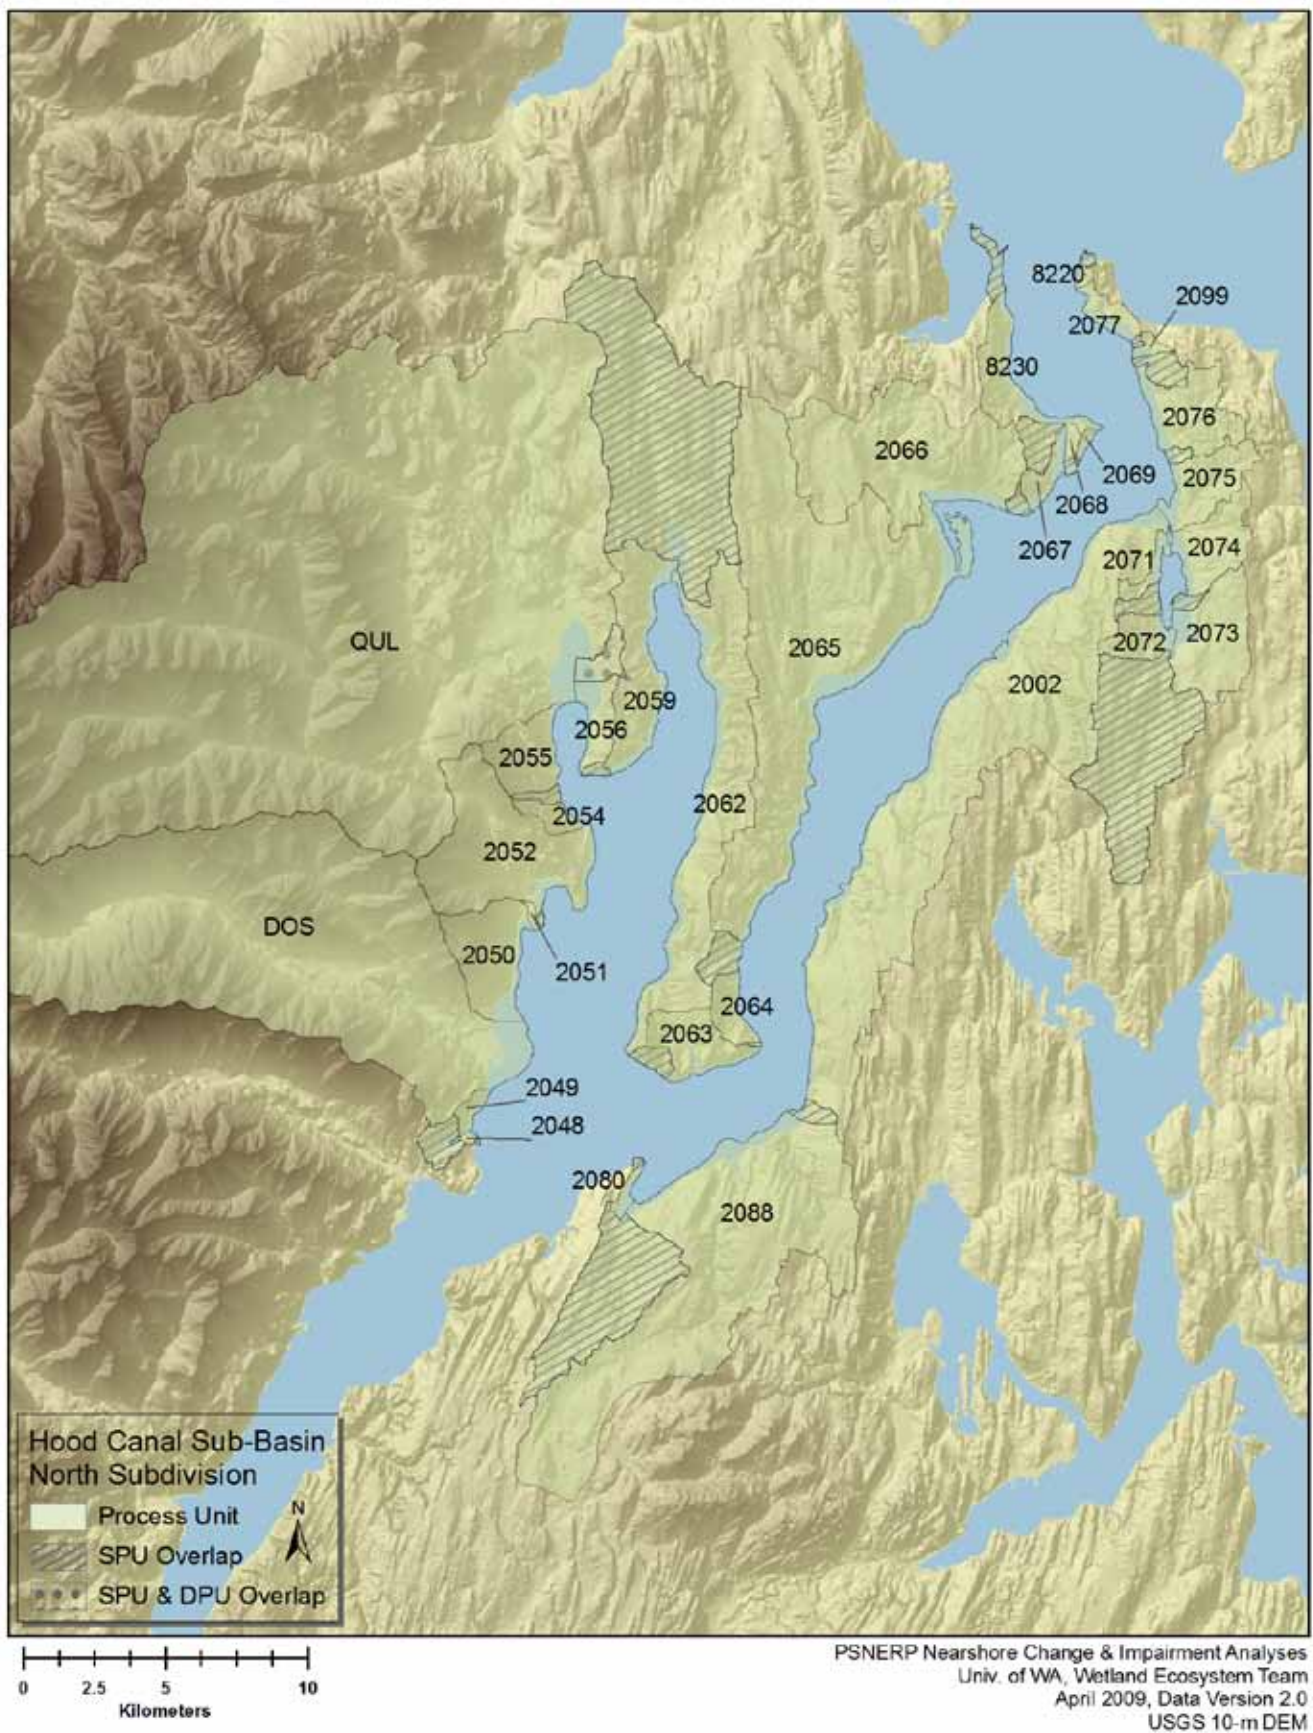 8220
2099
2077
8230
2076
2066
2069
2075
2068
2067
2074
2071
QUL
2065
2072
2073
2002
2059
2056
2055
2062
2054
2052
DOS
2050
2051
2064
2063
2049
2048
2080
2088
Hood Canal Sub-Basin
North Subdivision
N
Process Unit
SPU Overlap
SPU & DPU Overlap
0 2.5 5 10
Kilometers
PSNERP Nearshore Change & Impairment Analyses
Univ. of WA, Wetland Ecosystem Team
April 2009, Data Version 2.0
USGS 10-m DEM